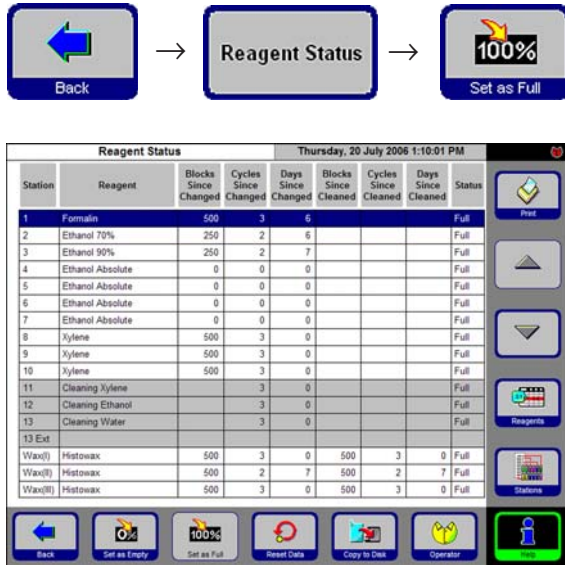 → →
100%
Reagent Status
Back
Set as Full
Reagent Status Thursday, 20 July 2006 1:10:01 PM
Station Reagent Blocks Since Changed Cycles Since Changed Days Since Changed Blocks Since Cleaned Cycles Since Cleaned Days Since Cleaned Status
1 Formalin 500 3 6 Full
2 Ethanol 70% 250 2 6 Full
3 Ethanol 90% 250 2 7 Full
4 Ethanol Absolute 0 0 0 Full
5 Ethanol Absolute 0 0 0 Full
6 Ethanol Absolute 0 0 0 Full
7 Ethanol Absolute 0 0 0 Full
8 Xylene 500 3 0 Full
9 Xylene 500 3 0 Full
10 Xylene 500 3 0 Full
11 Cleaning Xylene 3 0 Full
12 Cleaning Ethanol 3 0 Full
13 Cleaning Water 3 0 Full
13 Ext
Wax(I) Histowax 500 3 0 500 3 0 Full
Wax(II) Histowax 500 2 7 500 2 7 Full
Wax(III) Histowax 500 3 0 500 3 0 Full
Print
Reagents
Stations
0% 100%
Back Set as Empty Set as Full Reset Data Copy to Disk Operator Help